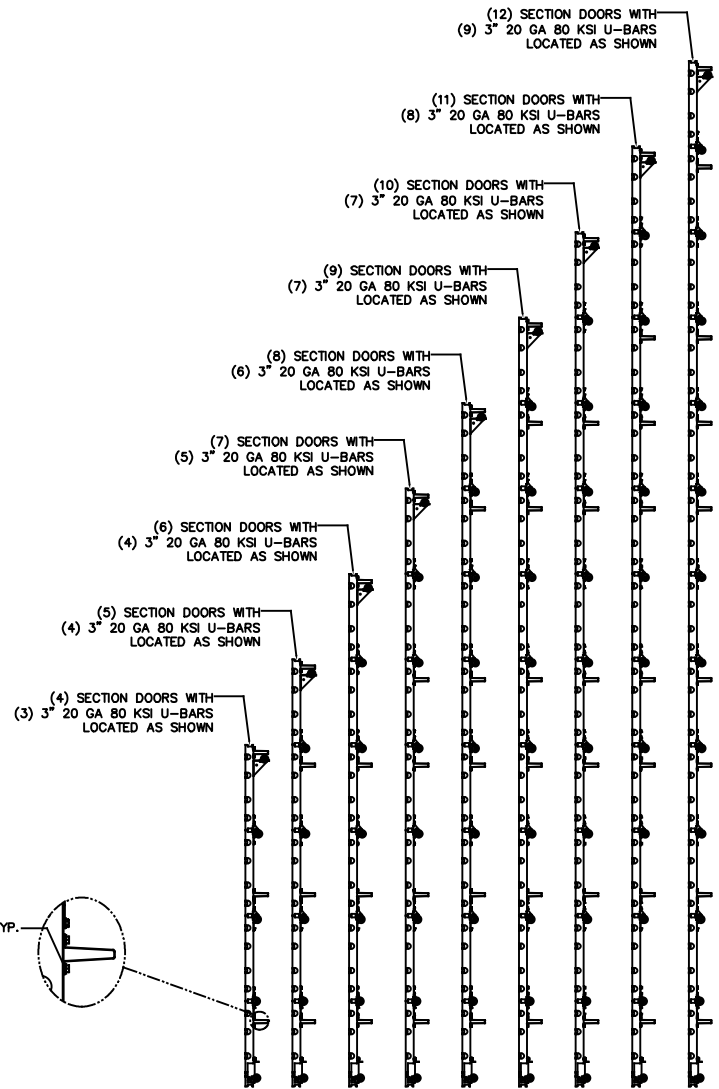 (12) SECTION DOORS WITH
(9) 3" 20 GA 80 KSI U-BARS
LOCATED AS SHOWN
(11) SECTION DOORS WITH
(8) 3" 20 GA 80 KSI U-BARS
LOCATED AS SHOWN
(10) SECTION DOORS WITH
(7) 3" 20 GA 80 KSI U-BARS
LOCATED AS SHOWN
(9) SECTION DOORS WITH
(7) 3" 20 GA 80 KSI U-BARS
LOCATED AS SHOWN
(8) SECTION DOORS WITH
(6) 3" 20 GA 80 KSI U-BARS
LOCATED AS SHOWN
(7) SECTION DOORS WITH
(5) 3" 20 GA 80 KSI U-BARS
LOCATED AS SHOWN
(6) SECTION DOORS WITH
(4) 3" 20 GA 80 KSI U-BARS
LOCATED AS SHOWN
(5) SECTION DOORS WITH
(4) 3" 20 GA 80 KSI U-BARS
LOCATED AS SHOWN
(4) SECTION DOORS WITH
(3) 3" 20 GA 80 KSI U-BARS
LOCATED AS SHOWN
YP.